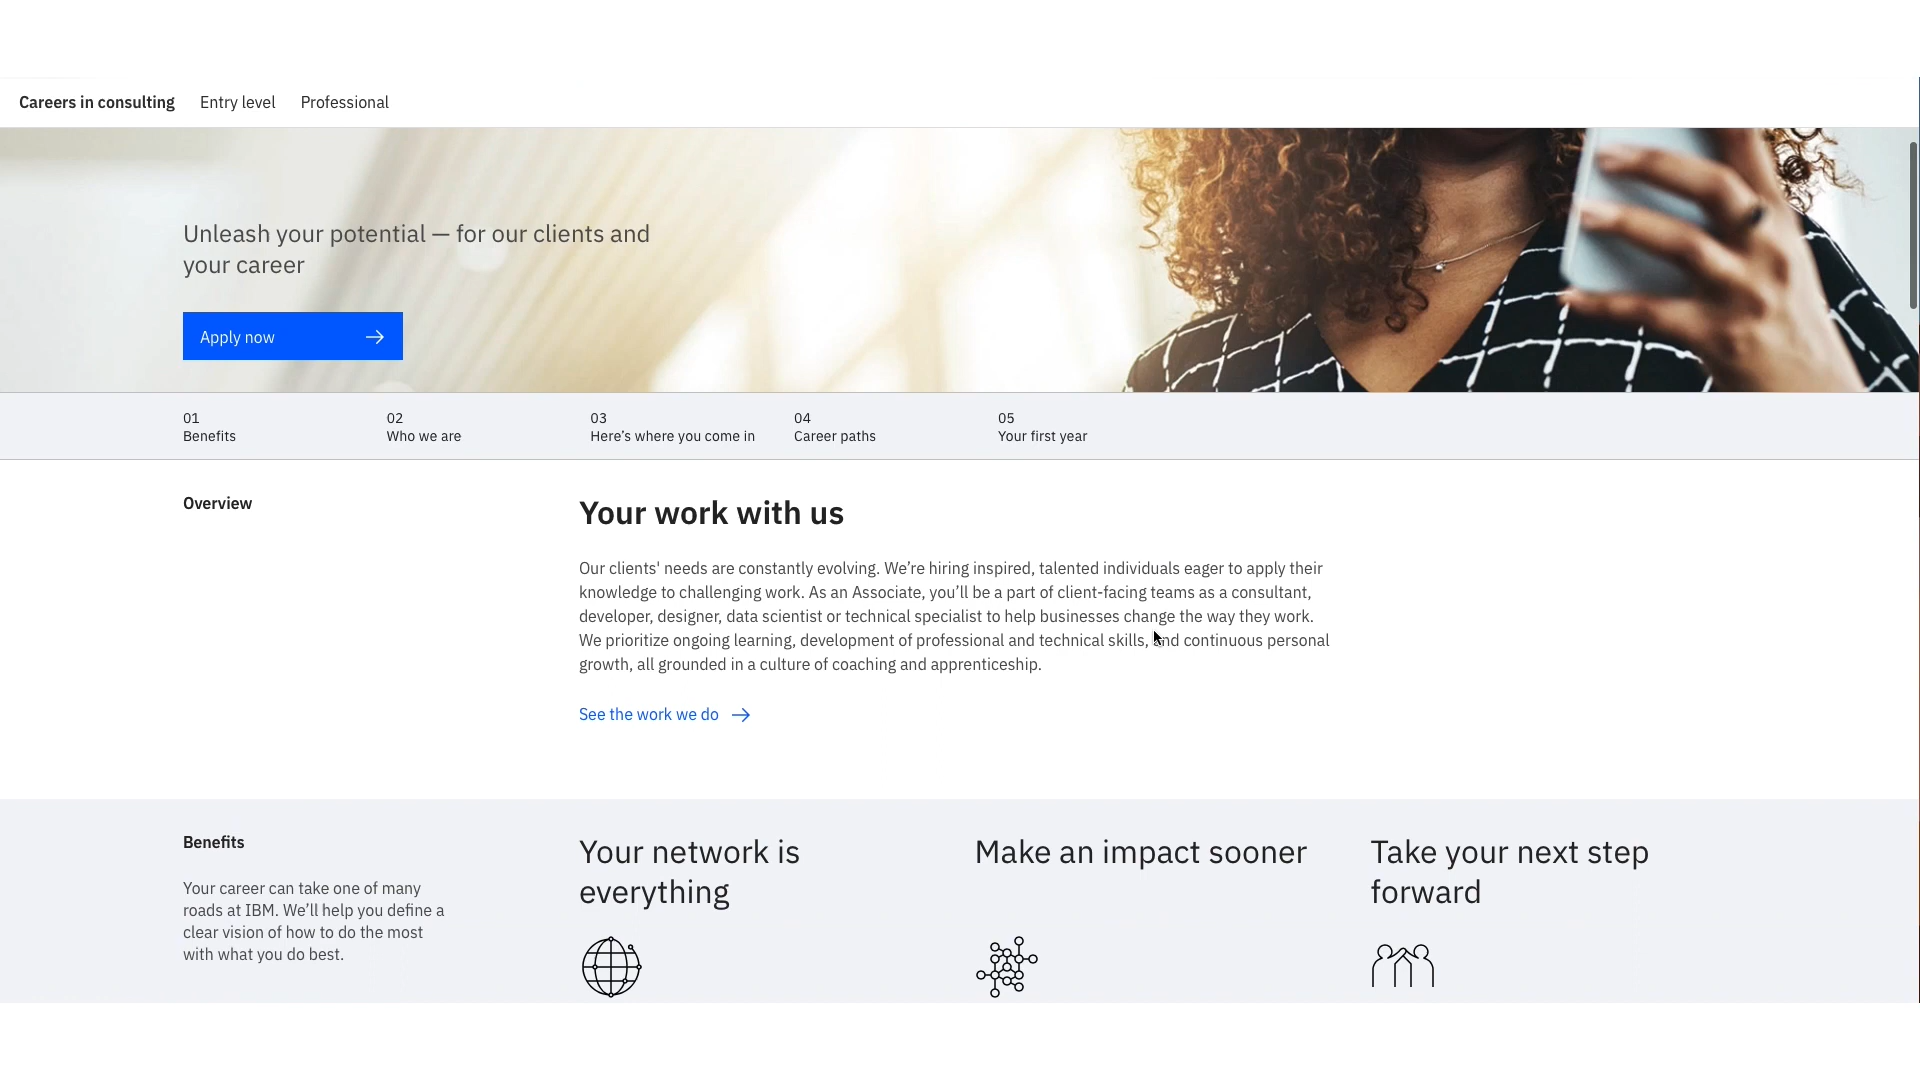 Careers in consulting Entry level Professional
Unleash your potential — for our clients and
your career
Apply now
01 02 03 04 05
Benefits Who we are Here’s where you come in Career paths Your first year
Overview
Your work with us
Our clients' needs are constantly evolving. We’re hiring inspired, talented individuals eager to apply their
knowledge to challenging work. As an Associate, you’ll be a part of client-facing teams as a consultant,
developer, designer, data scientist or technical specialist to help businesses change the way they work.
We prioritize ongoing learning, development of professional and technical skills, and continuous personal
growth, all grounded in a culture of coaching and apprenticeship.
See the work we do
Benefits
Your career can take one of many
roads at IBM. We’ll help you define a
clear vision of how to do the most
with what you do best.
Your network is
everything
Make an impact sooner
Take your next step
forward